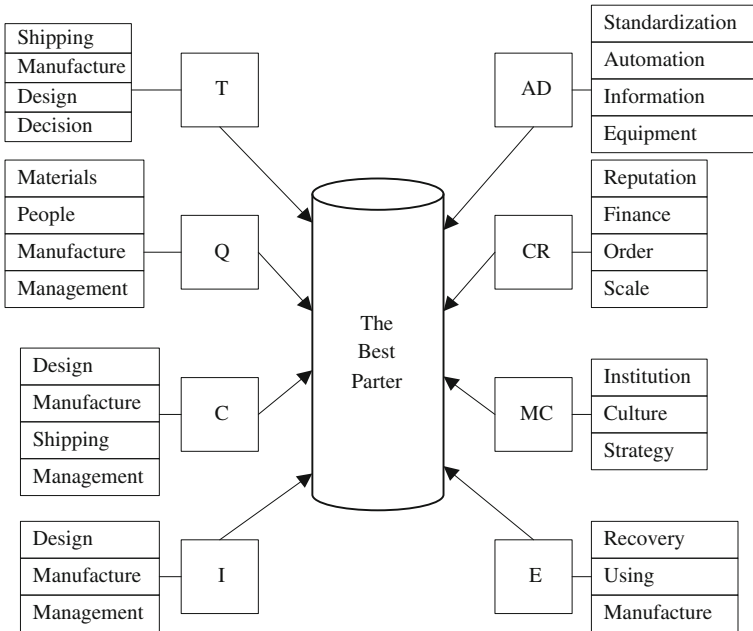 Shipping
Manufacture
Design
Decision
T
Materials
People
Manufacture
Management
Q
Design
Manufacture
Shipping
Management
C
Design
Manufacture
Management
I
The
Best
Parter
AD
Standardization
Automation
Information
Equipment
CR
Reputation
Finance
Order
Scale
MC
Institution
Culture
Strategy
E
Recovery
Using
Manufacture